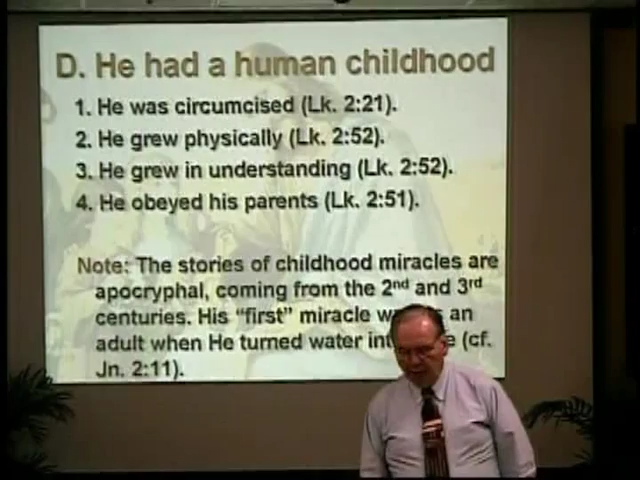 D. He had a human childhood
1. He was circumcised (Lk. 2:21).
2. He grew physically (Lk. 2:52).
3. He grew in understanding (Lk. 2:52).
4. He obeyed his parents (Lk. 2:51).
Note: The stories of childhood miracles are
apocryphal, coming from the 2nd and 3rd
centuries. His “first” miracle an
adult when He turned water (cf.
Jn. 2:11).